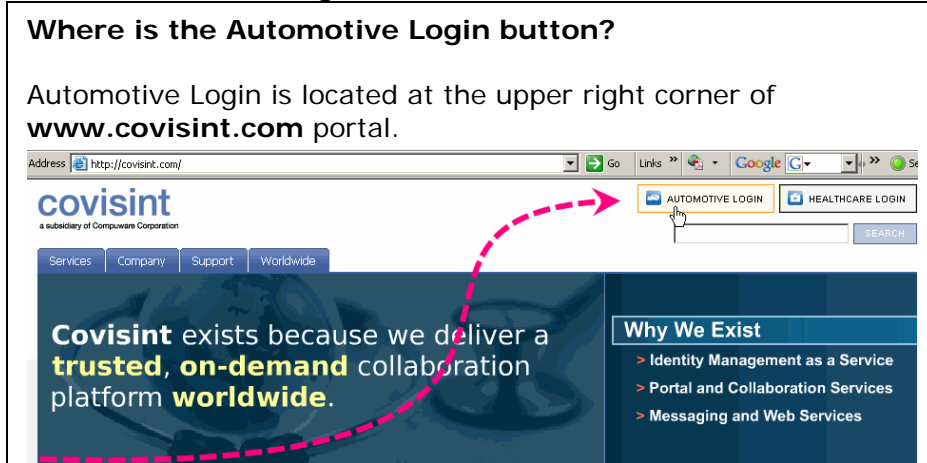 Where is the Automotive Login button?
Automotive Login is located at the upper right corner of
www.covisint.com portal.
Address http://covisint.com/ Go Links » Google G » Se
covisint
a subsidiary of Compuware Corporation
AUTOMOTIVE LOGIN HEALTHCARE LOGIN
SEARCH
Services Company Support Worldwide
Covisint exists because we deliver a
trusted, on-demand collaboration
platform worldwide.
Why We Exist
> Identity Management as a Service
> Portal and Collaboration Services
> Messaging and Web Services